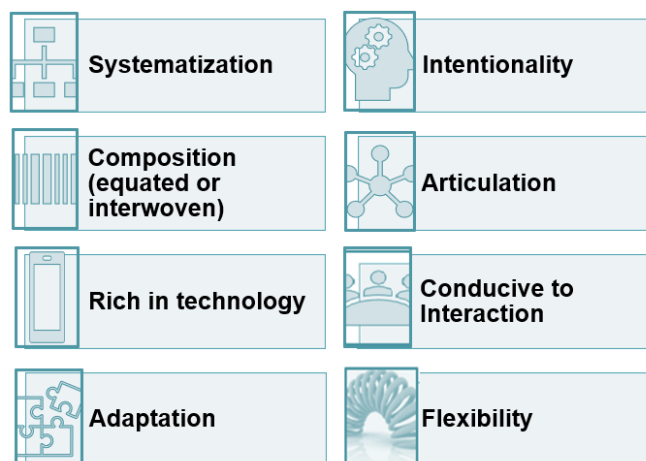 Systematization
Intentionality
Composition
(equated or
interwoven)
Articulation
Rich in technology
Conducive to
Interaction
Adaptation
Flexibility